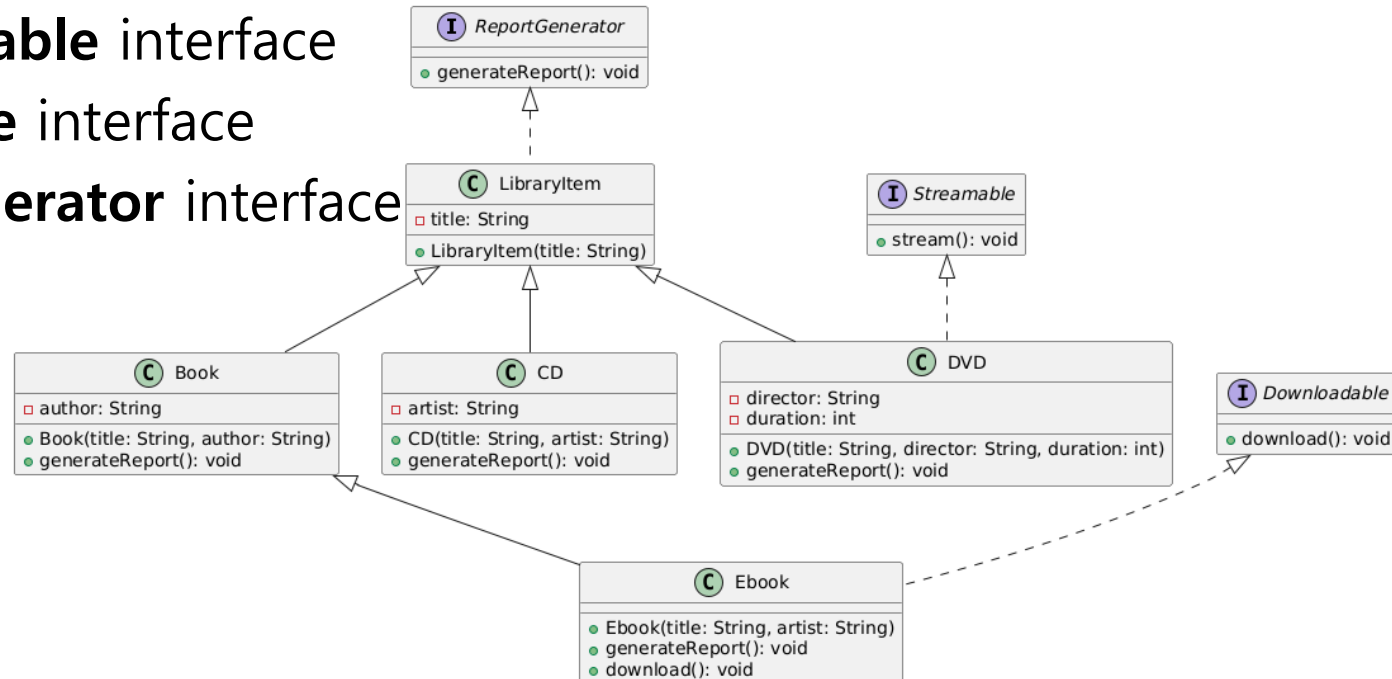 able interface
e interface
erator interface
I ReportGenerator
generateReport(): void
C LibraryItem
title: String
LibraryItem(title: String)
I Streamable
stream(): void
C Book
author: String
Book(title: String, author: String)
generateReport(): void
C CD
artist: String
CD(title: String, artist: String)
generateReport(): void
C DVD
director: String
duration: int
DVD(title: String, director: String, duration: int)
generateReport(): void
I Downloadable
download(): void
C Ebook
Ebook(title: String, artist: String)
generateReport(): void
download(): void